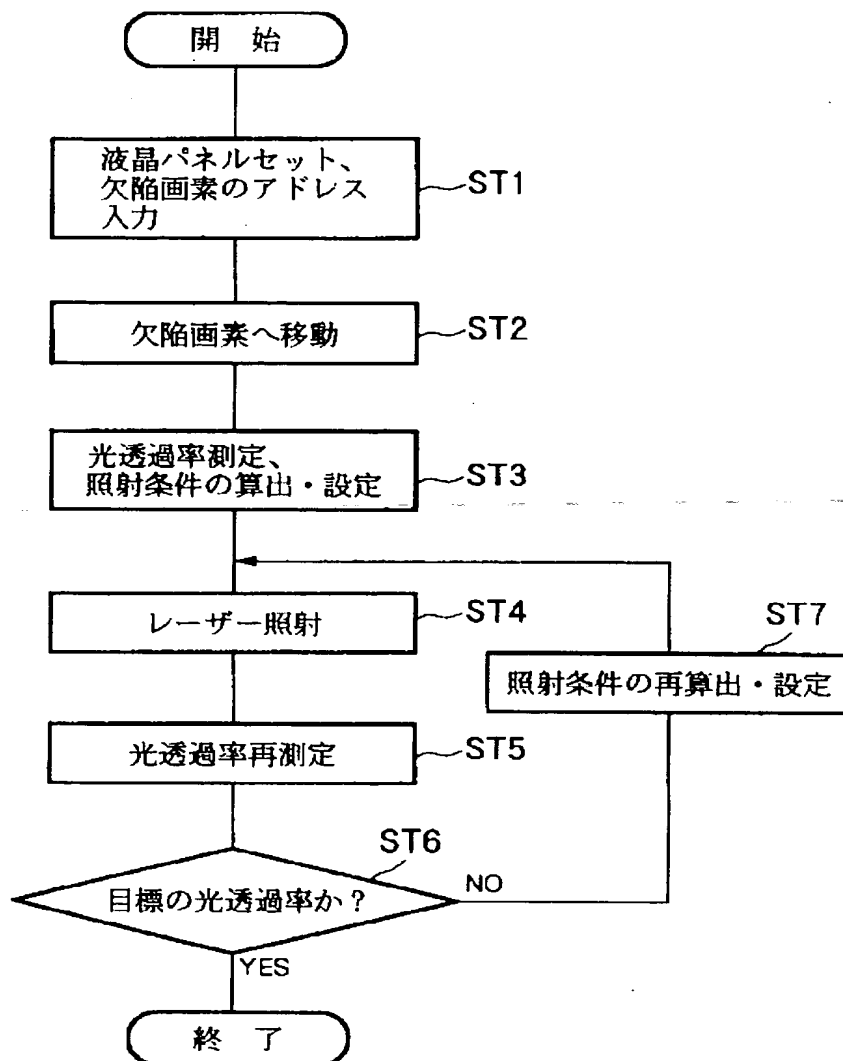 開 始
液晶パネルセット、
欠陥画素のアドレス
入力
ST1
欠陥画素へ移動
ST2
光透過率測定、
照射条件の算出・設定
ST3
レーザー照射
ST4
ST7
照射条件の再算出・設定
光透過率再測定
ST5
ST6
目標の光透過率か?
NO
YES
終 了